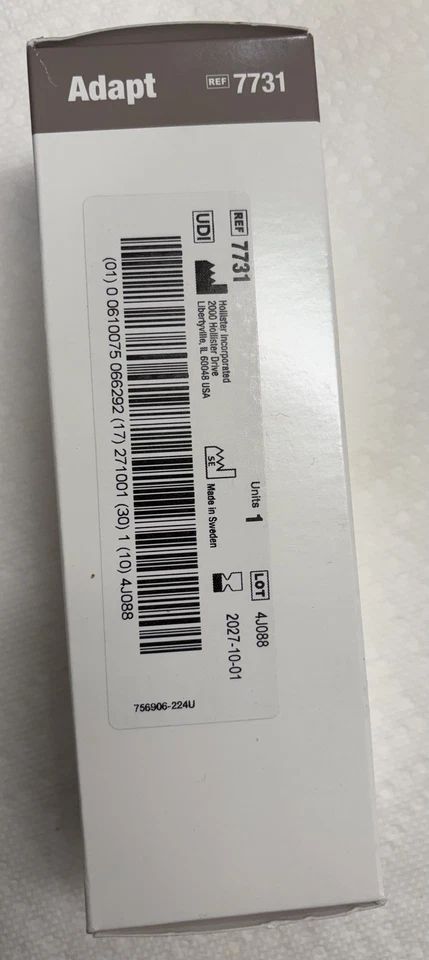 Adapt
REF 7731
REF 7731
UDI
Hollister Incorporated
2000 Hollister Drive
Libertyville, IL 60048 USA
SE
Made in Sweden
Units 1
LOT 4J088
2027-10-01
(01) 0 0610075 066292 (17) 271001 (30) 1 (10) 4J088
756906-224U